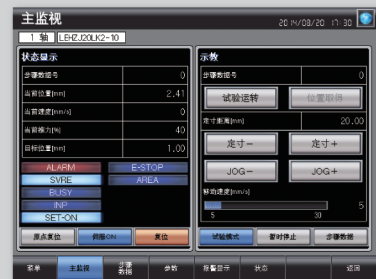 主监视
2014/08/20 17:30
1 轴 LEHZJ20LK2-10
状态显示
步骤数据号 0
当前位置[mm] 2.41
当前速度[mm/s] 0
当前推力[%] 40
目标位置[mm] 1.00
ALARM E-STOP
SVRE AREA
BUSY
INP
SET-ON
原点复位 伺服ON 复位
示教
步骤数据号 0
试验运转 位置取得
定寸距离[mm] 20.00
定寸− 定寸+
JOG− JOG+
移动速度[mm/s]
5
5 30
试验模式 暂时停止 步骤数据
菜单 主监视 步骤数据 参数 报警显示 状态 返回